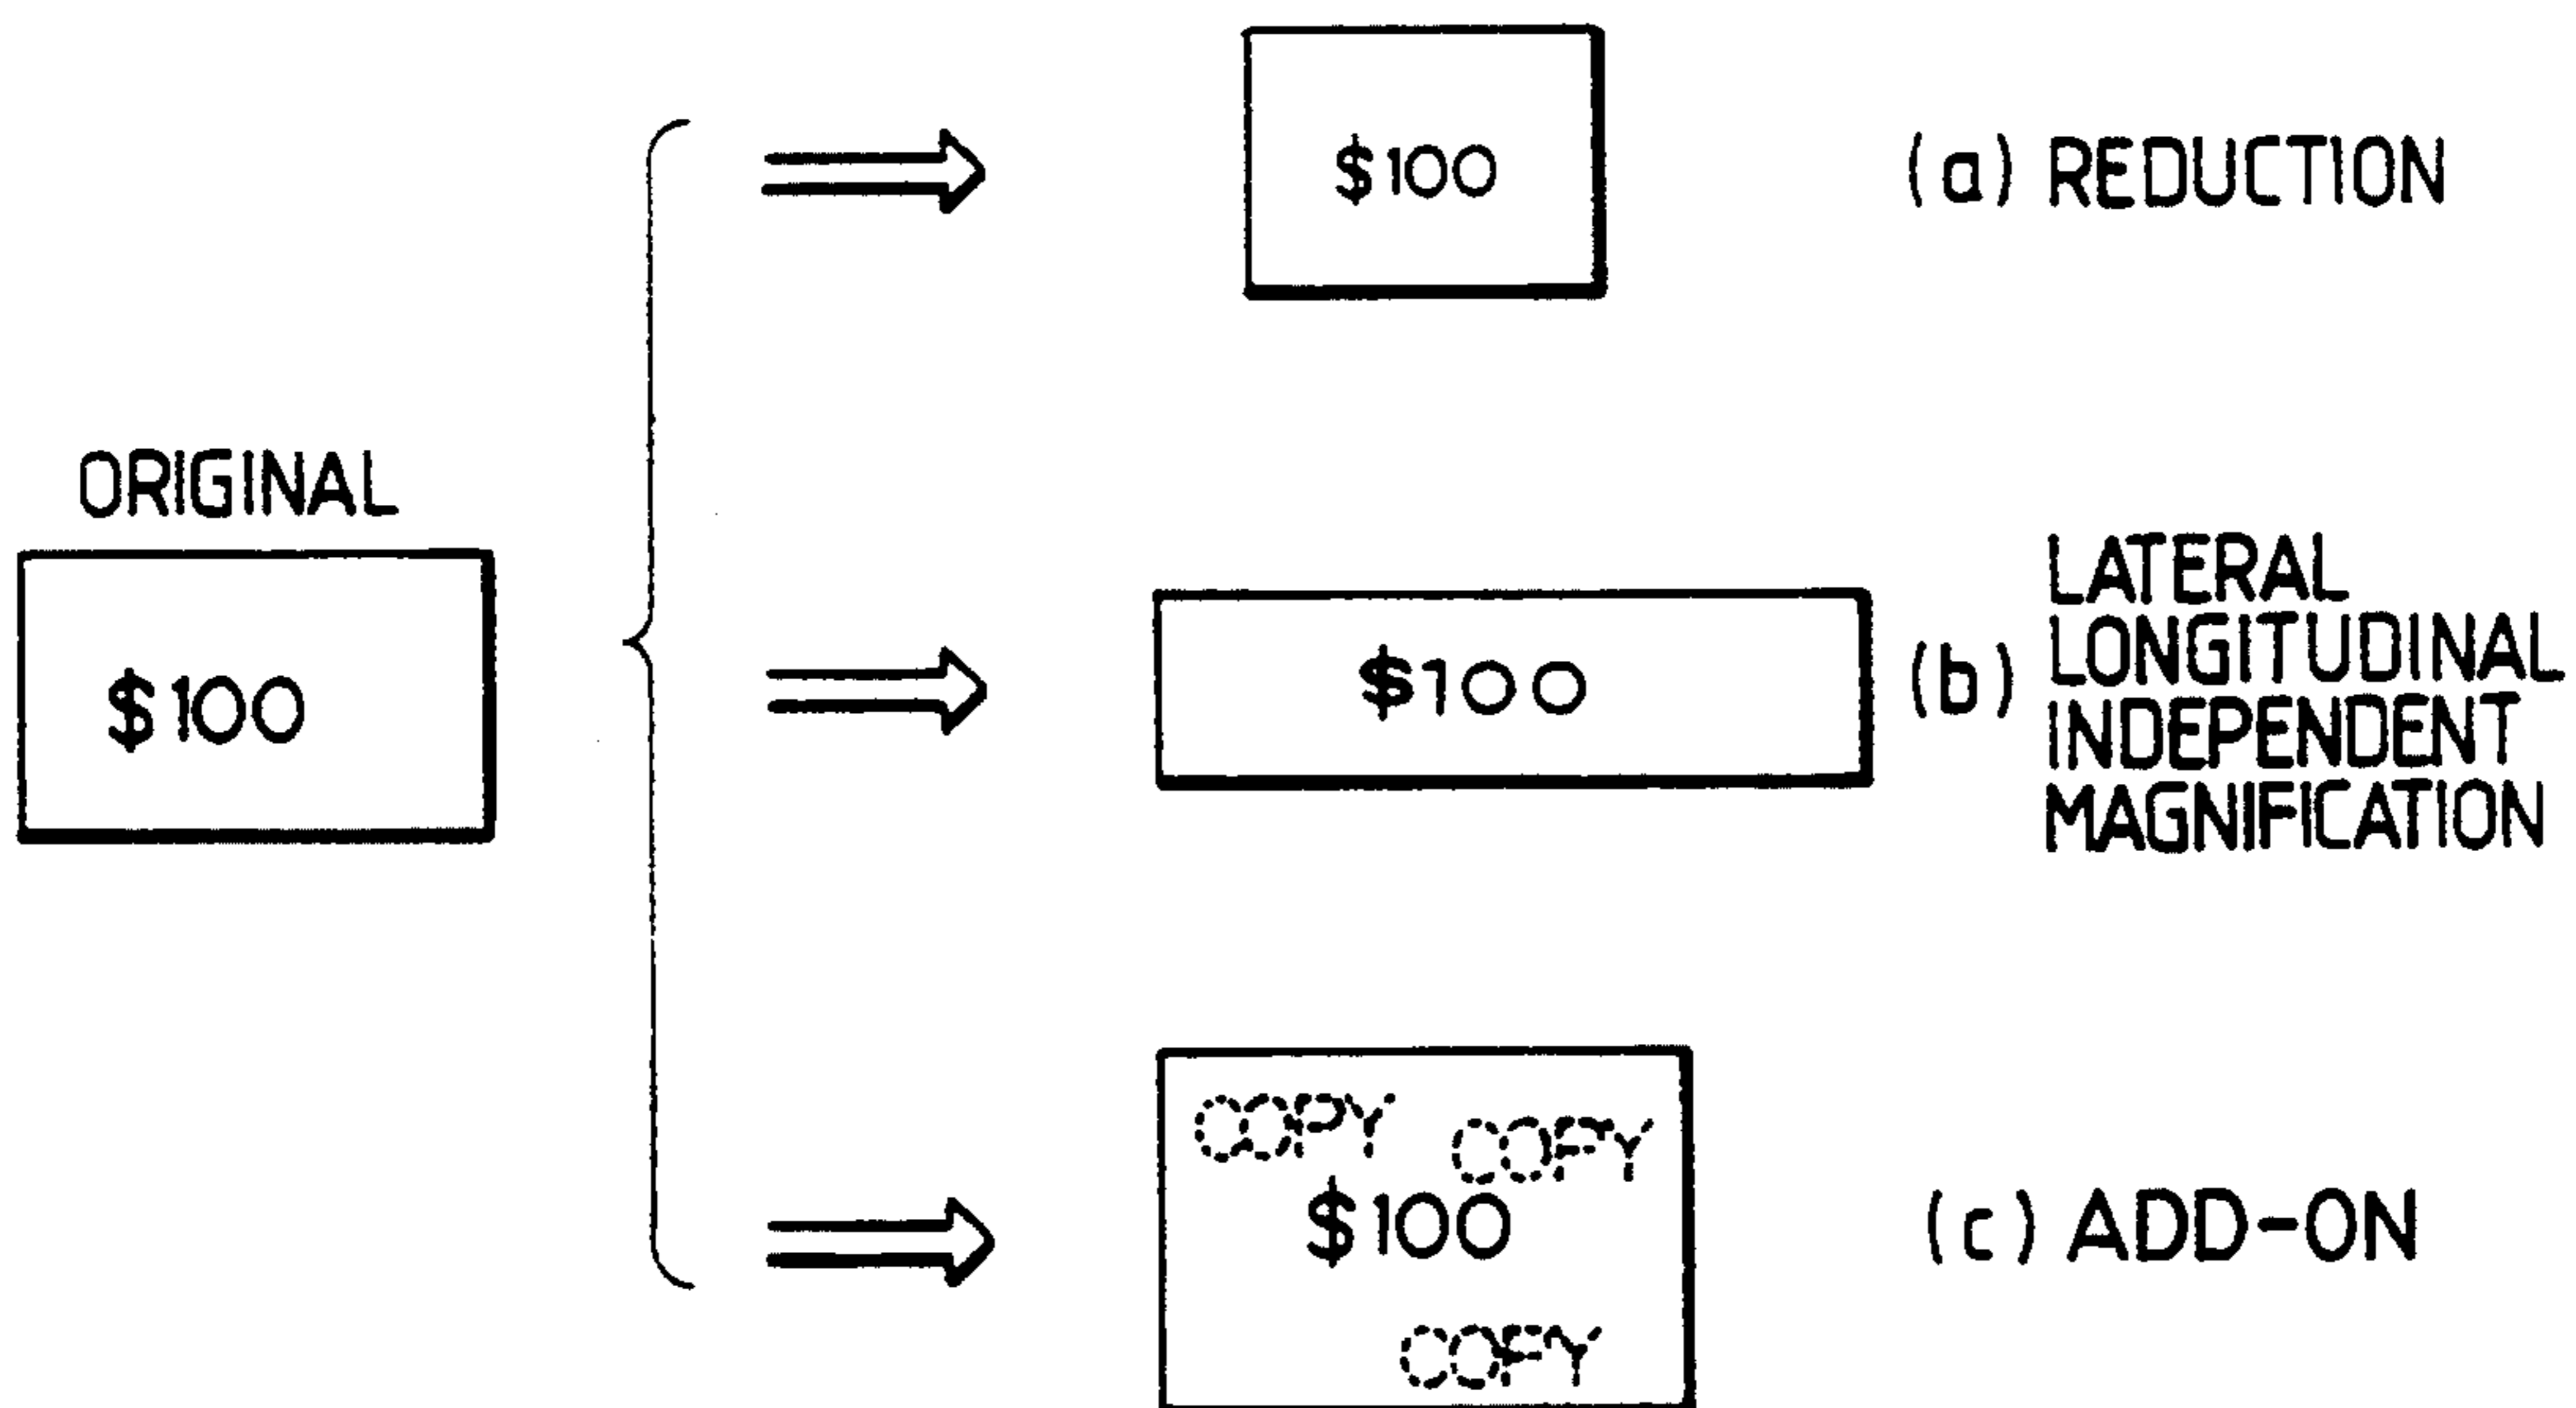 $100
(a) REDUCTION
ORIGINAL
$100
$100
(b) LATERAL
LONGITUDINAL
INDEPENDENT
MAGNIFICATION
COPY
COPY
$100
COPY
(c) ADD-ON